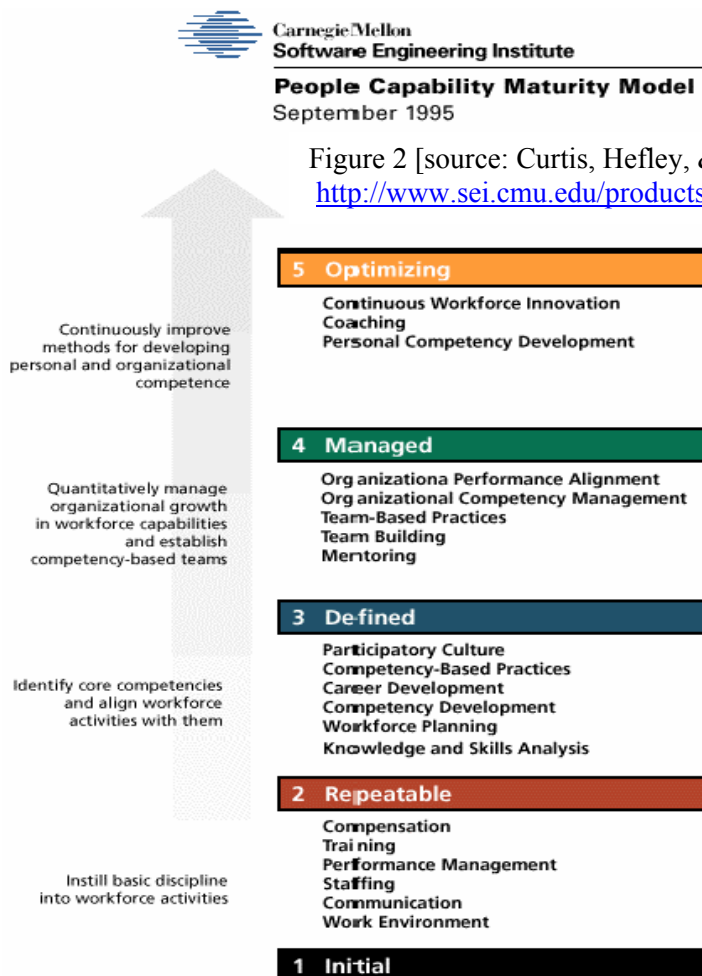 Carnegie Mellon
Software Engineering Institute
People Capability Maturity Model
September 1995
Figure 2 [source: Curtis, Hefley,
http://www.sei.cmu.edu/products
5 Optimizing
Continuous Workforce Innovation
Coaching
Personal Competency Development
Continuously improve
methods for developing
personal and organizational
competence
4 Managed
Organizationa Performance Alignment
Organizational Competency Management
Team-Based Practices
Team Building
Mentoring
Quantitatively manage
organizational growth
in workforce capabilities
and establish
competency-based teams
3 Defined
Participatory Culture
Competency-Based Practices
Career Development
Competency Development
Workforce Planning
Knowledge and Skills Analysis
Identify core competencies
and align workforce
activities with them
2 Repeatable
Compensation
Training
Performance Management
Staffing
Communication
Work Environment
Instill basic discipline
into workforce activities
1 Initial